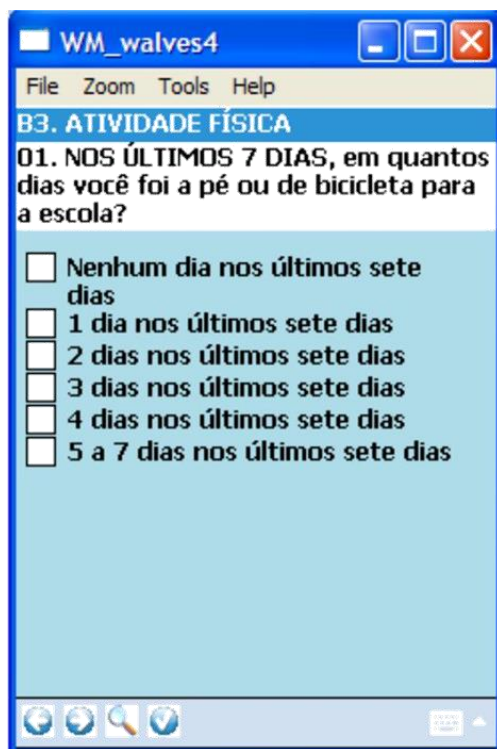 WM_walves4
File Zoom Tools Help
B3. ATIVIDADE FÍSICA
01. NOS ÚLTIMOS 7 DIAS, em quantos
dias você foi a pé ou de bicicleta para
a escola?
Nenhum dia nos últimos sete
dias
1 dia nos últimos sete dias
2 dias nos últimos sete dias
3 dias nos últimos sete dias
4 dias nos últimos sete dias
5 a 7 dias nos últimos sete dias